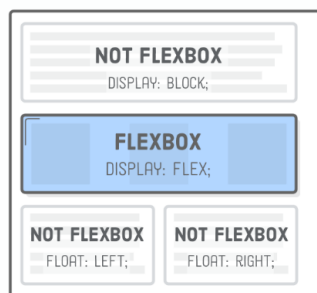 NOT FLEXBOX
DISPLAY: BLOCK;
FLEXBOX
DISPLAY: FLEX;
NOT FLEXBOX
FLOAT: LEFT;
NOT FLEXBOX
FLOAT: RIGHT;